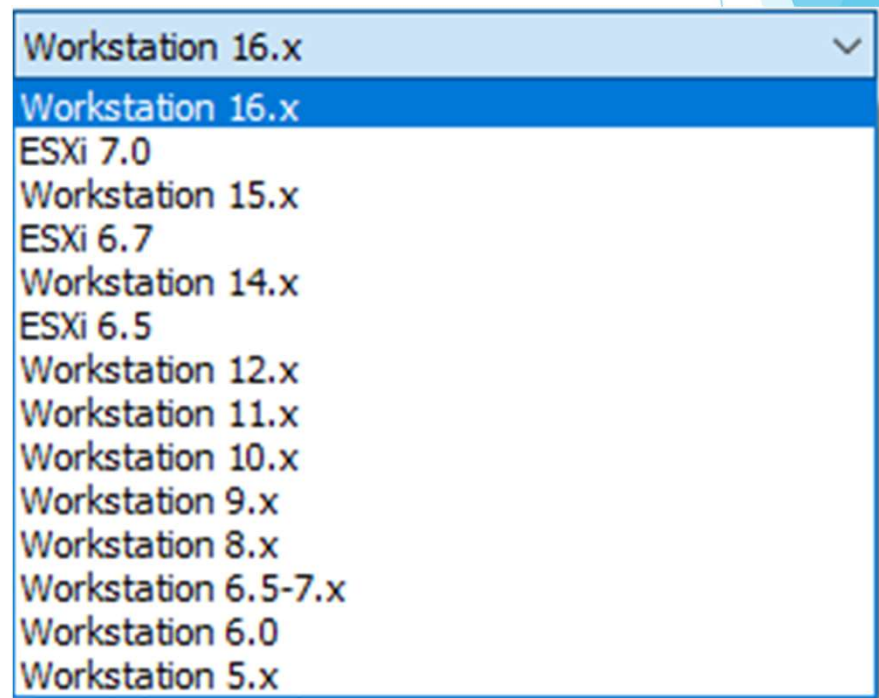 Workstation 16.x
Workstation 16.x
ESXi 7.0
Workstation 15.x
ESXi 6.7
Workstation 14.x
ESXi 6.5
Workstation 12.x
Workstation 11.x
Workstation 10.x
Workstation 9.x
Workstation 8.x
Workstation 6.5-7.x
Workstation 6.0
Workstation 5.x